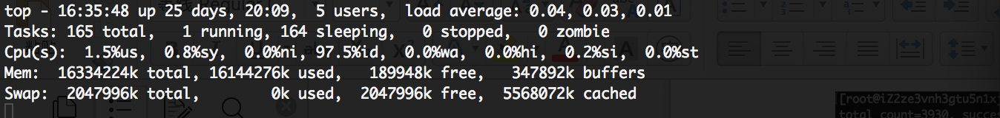 top - 16:35:48 up 25 days, 20:09,  5 users,  load average: 0.04, 0.03, 0.01
Tasks: 165 total,   1 running, 164 sleeping,   0 stopped,   0 zombie
Cpu(s):  1.5%us,  0.8%sy,  0.0%ni, 97.5%id,  0.0%wa,  0.0%hi,  0.2%si,  0.0%st
Mem:  16334224k total, 16144276k used,   189948k free,   347892k buffers
Swap:  2047996k total,        0k used,  2047996k free,  5568072k cached
[root@iZ2ze3vnh3gtu5n1x
total count=3930, succe